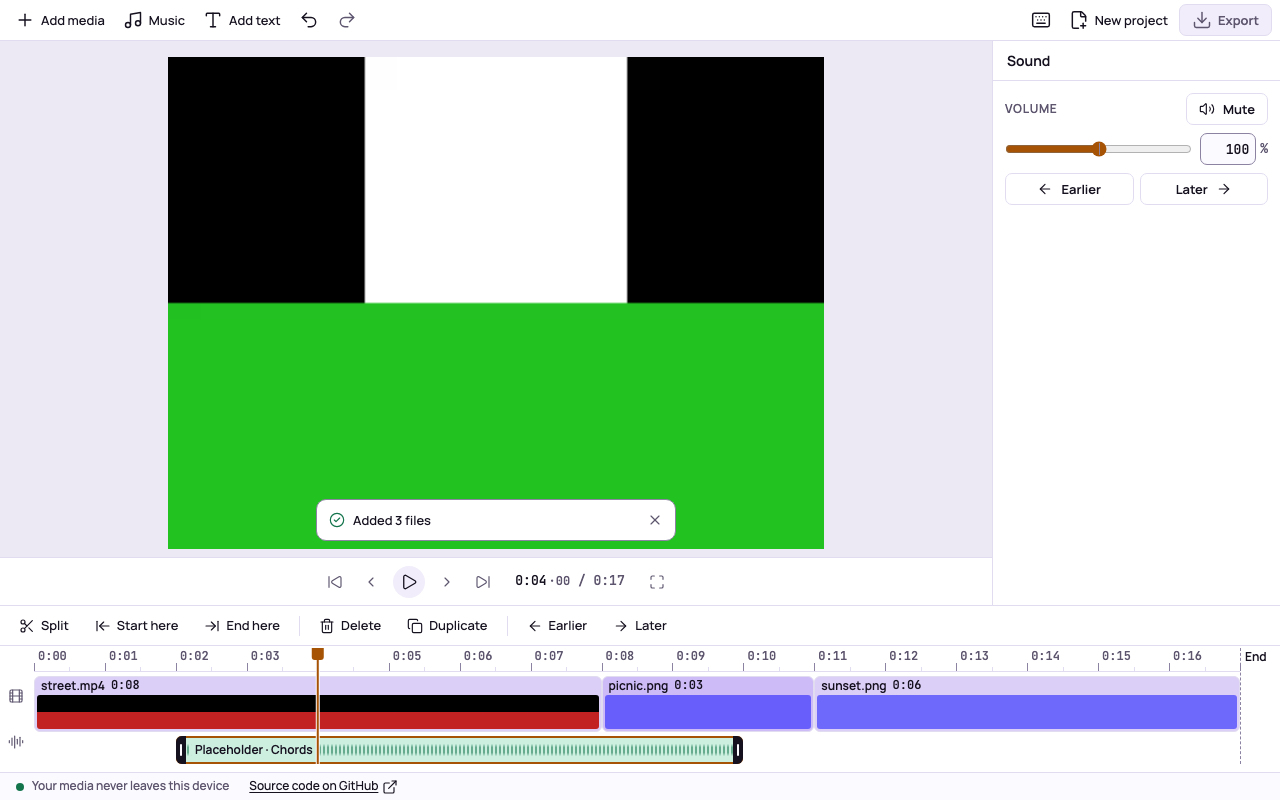 Add media
Music
Add text
New project
Export
Sound
VOLUME
Mute
100 %
Earlier
Later
Added 3 files
0:04·00 / 0:17
Split
Start here
End here
Delete
Duplicate
Earlier
Later
0:00 0:01 0:02 0:03 0:05 0:06 0:07 0:08 0:09 0:10 0:11 0:12 0:13 0:14 0:15 0:16 End
street.mp4 0:08
picnic.png 0:03
sunset.png 0:06
Placeholder · Chords
Your media never leaves this device
Source code on GitHub